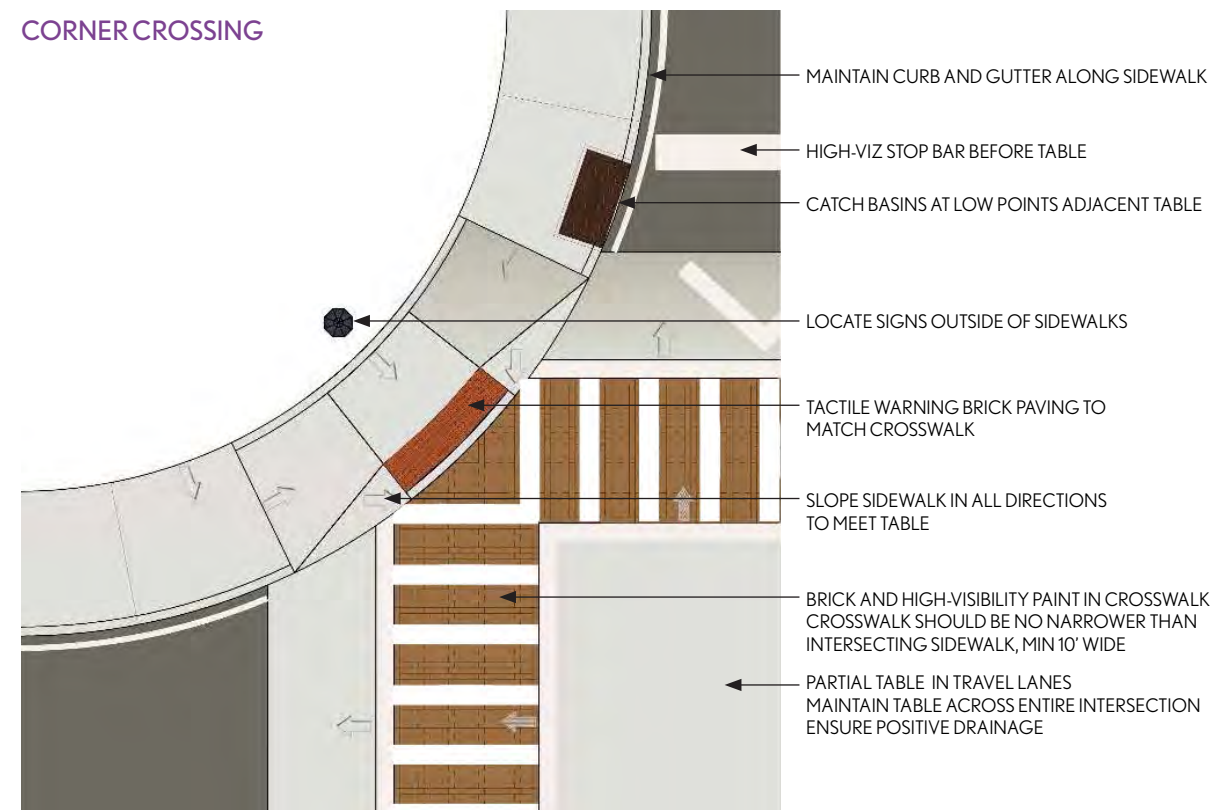 CORNER CROSSING
MAINTAIN CURB AND GUTTER ALONG SIDEWALK
HIGH-VIZ STOP BAR BEFORE TABLE
CATCH BASINS AT LOW POINTS ADJACENT TABLE
LOCATE SIGNS OUTSIDE OF SIDEWALKS
TACTILE WARNING BRICK PAVING TO
MATCH CROSSWALK
SLOPE SIDEWALK IN ALL DIRECTIONS
TO MEET TABLE
BRICK AND HIGH-VISIBILITY PAINT IN CROSSWALK
CROSSWALK SHOULD BE NO NARROWER THAN
INTERSECTING SIDEWALK, MIN 10’ WIDE
PARTIAL TABLE IN TRAVEL LANES
MAINTAIN TABLE ACROSS ENTIRE INTERSECTION
ENSURE POSITIVE DRAINAGE